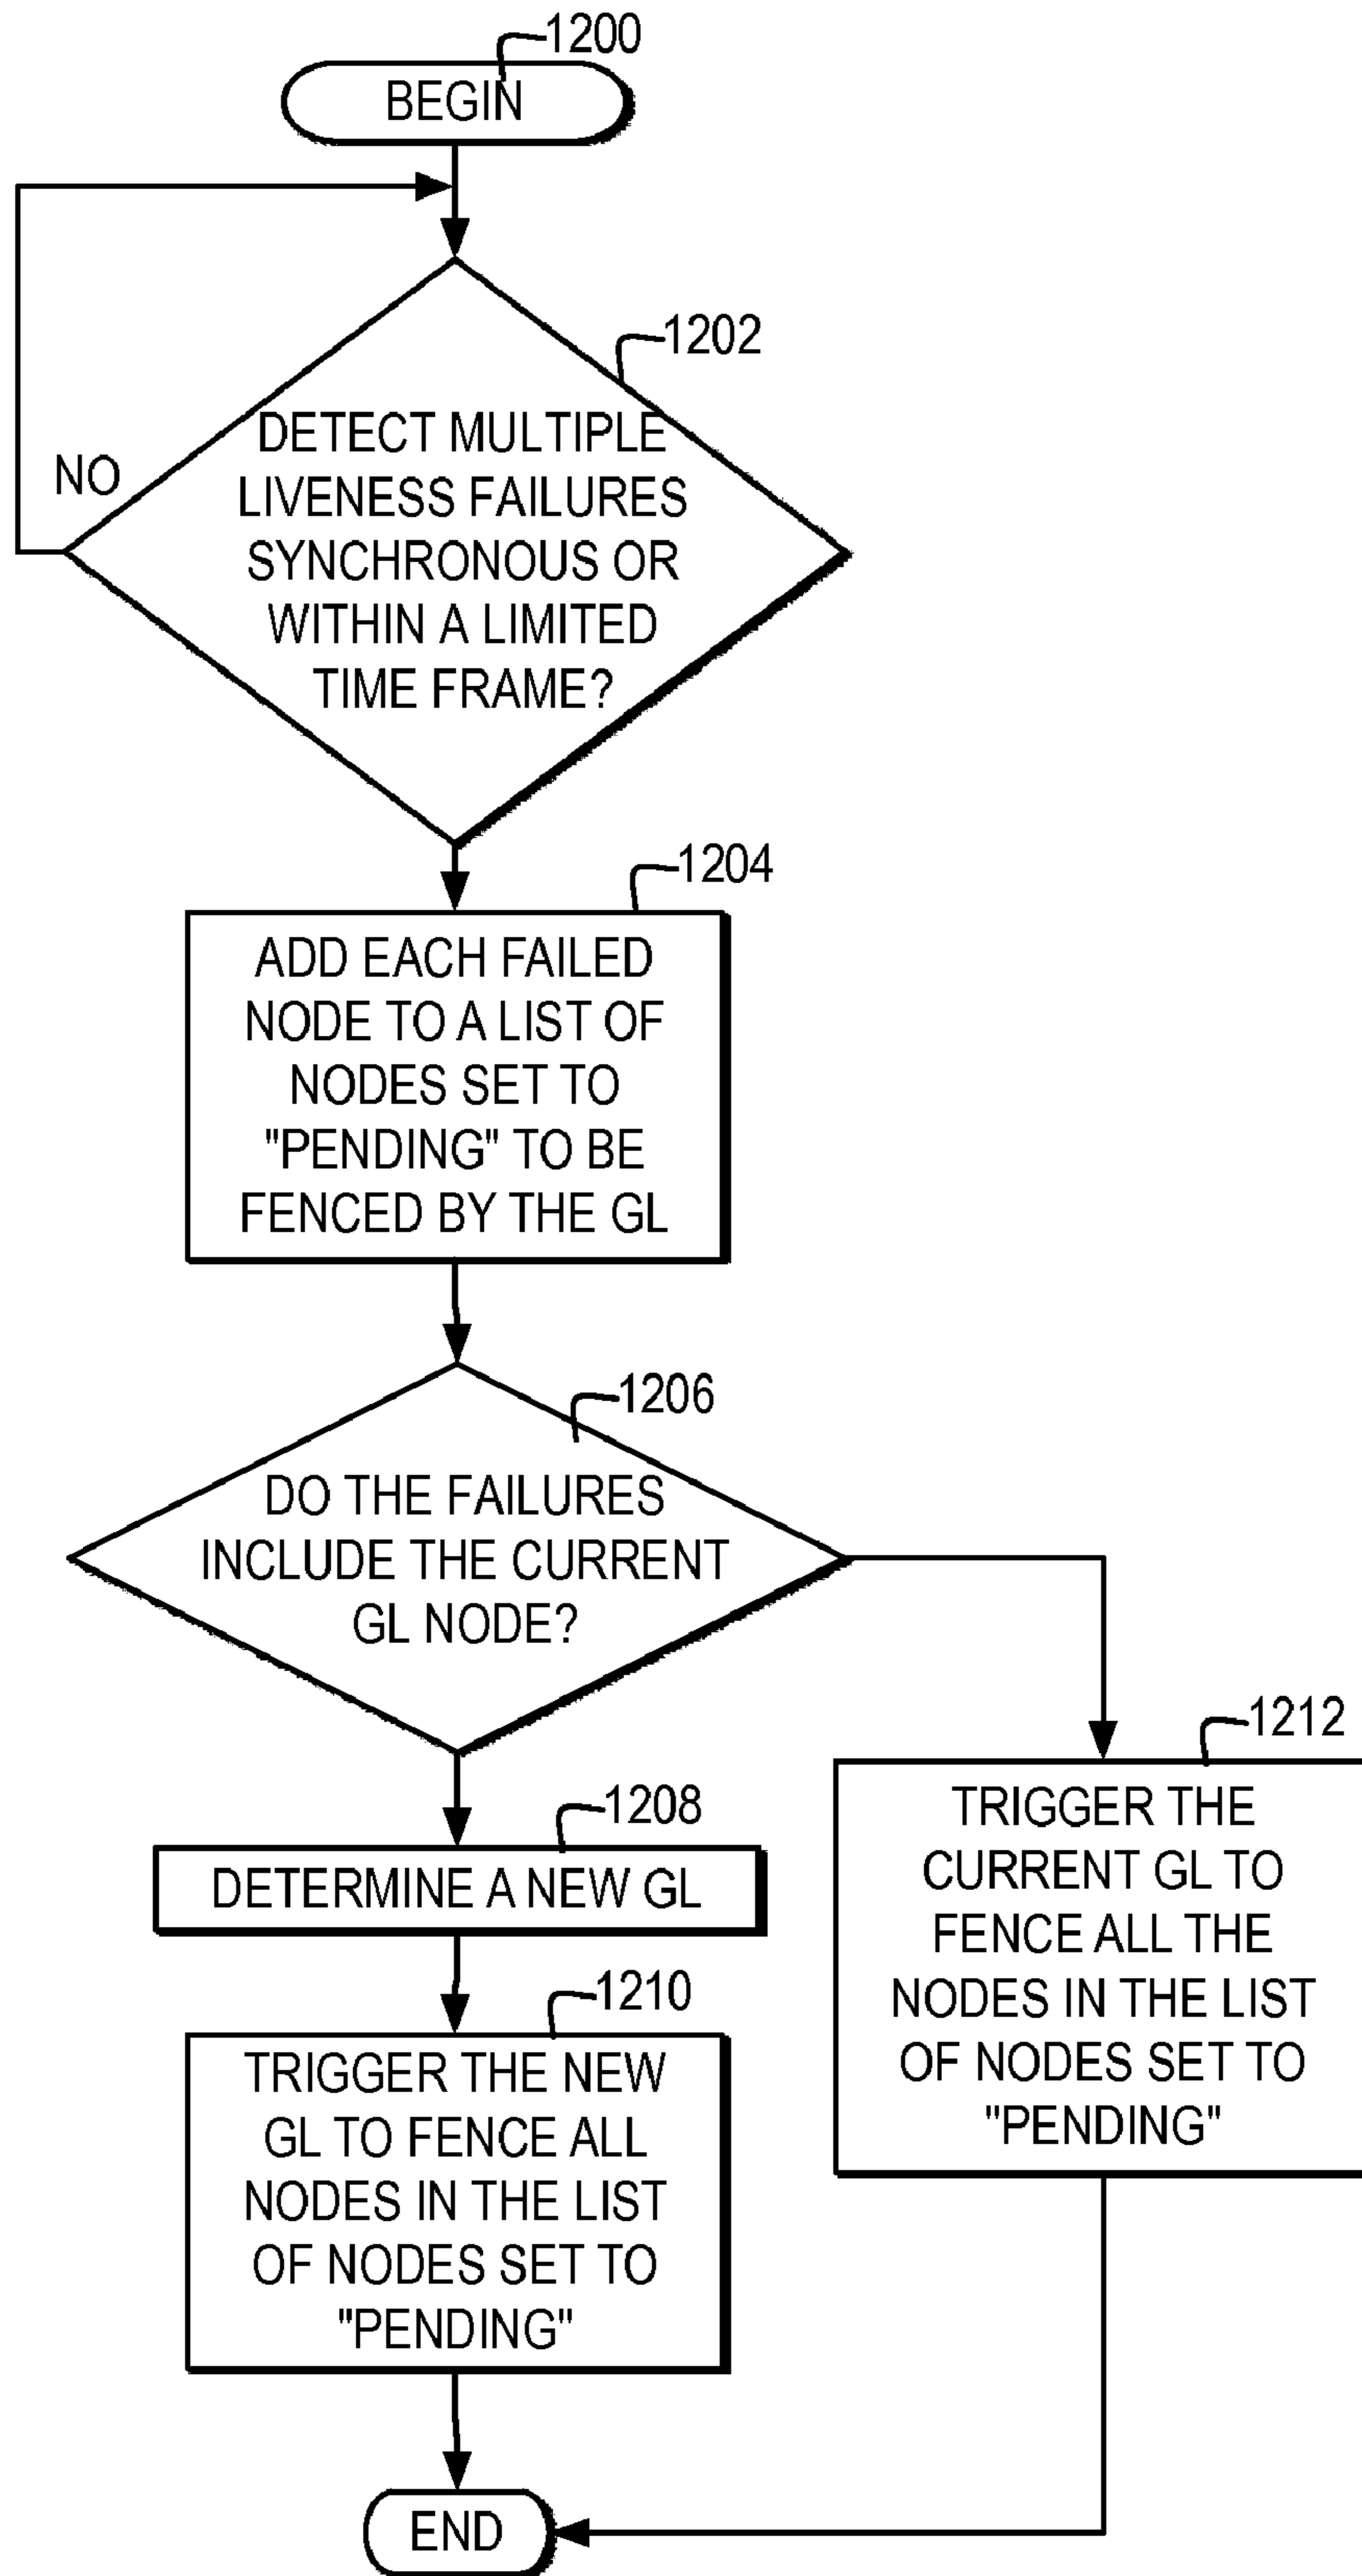 1200
BEGIN
1202
DETECT MULTIPLE
LIVENESS FAILURES
SYNCHRONOUS OR
WITHIN A LIMITED
TIME FRAME?
NO
1204
ADD EACH FAILED
NODE TO A LIST OF
NODES SET TO
"PENDING" TO BE
FENCED BY THE GL
1206
DO THE FAILURES
INCLUDE THE CURRENT
GL NODE?
1208
DETERMINE A NEW GL
1210
TRIGGER THE NEW
GL TO FENCE ALL
NODES IN THE LIST
OF NODES SET TO
"PENDING"
1212
TRIGGER THE
CURRENT GL TO
FENCE ALL THE
NODES IN THE LIST
OF NODES SET TO
"PENDING"
END